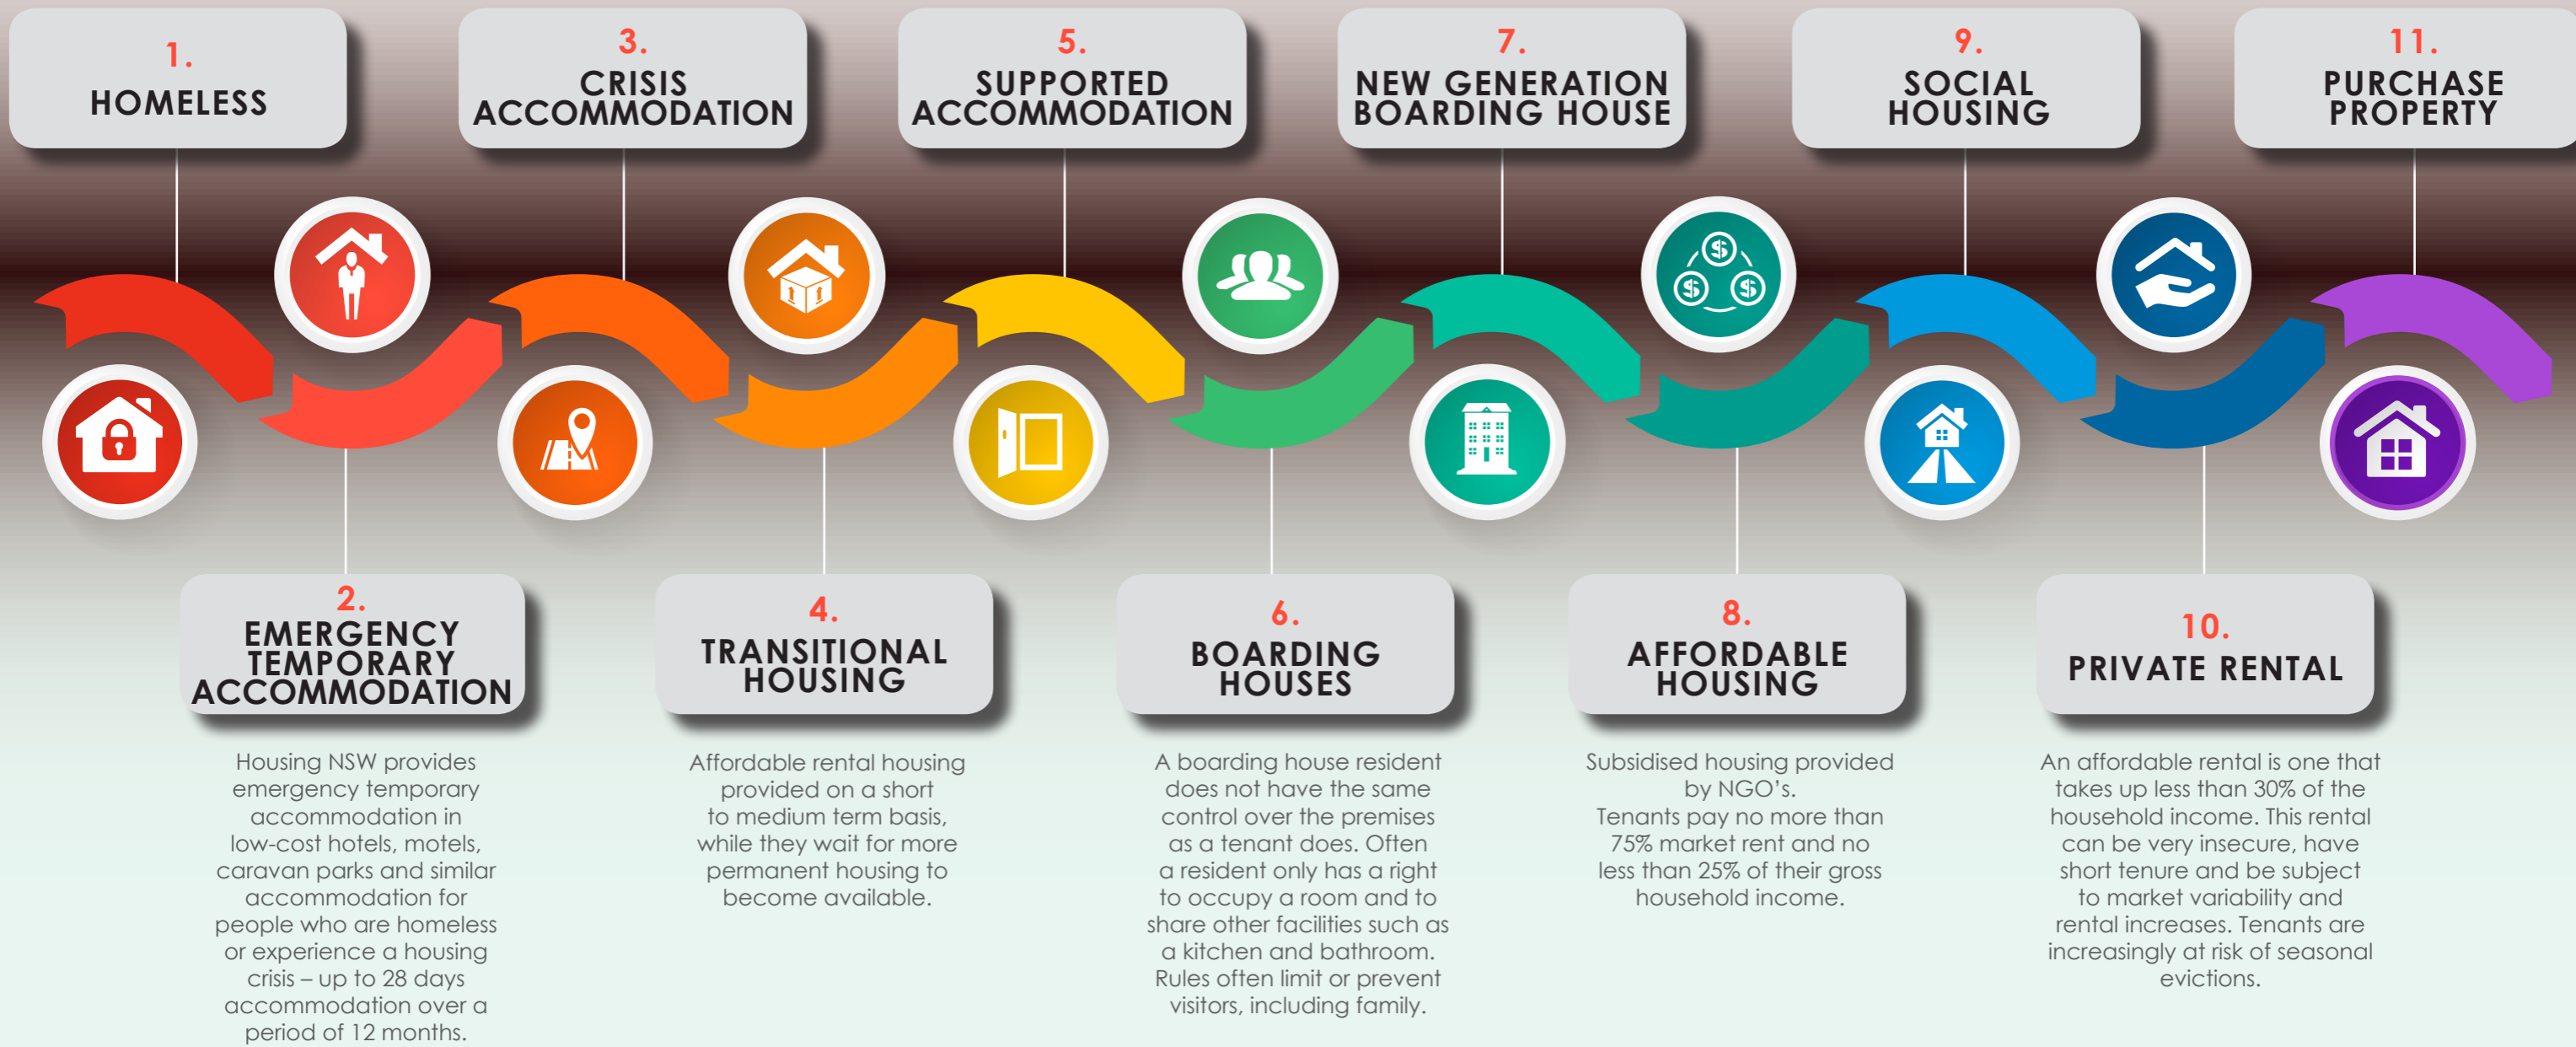 1.
HOMELESS
3.
CRISIS
ACCOMMODATION
5.
SUPPORTED
ACCOMMODATION
7.
NEW GENERATION
BOARDING HOUSE
9.
SOCIAL
HOUSING
11.
PURCHASE
PROPERTY
$
$
$
2.
EMERGENCY
TEMPORARY
ACCOMMODATION
Housing NSW provides
emergency temporary
accommodation in
low-cost hotels, motels,
caravan parks and similar
accommodation for
people who are homeless
or experience a housing
crisis – up to 28 days
accommodation over a
period of 12 months.
4.
TRANSITIONAL
HOUSING
Affordable rental housing
provided on a short
to medium term basis,
while they wait for more
permanent housing to
become available.
6.
BOARDING
HOUSES
A boarding house resident
does not have the same
control over the premises
as a tenant does. Often
a resident only has a right
to occupy a room and to
share other facilities such as
a kitchen and bathroom.
Rules often limit or prevent
visitors, including family.
8.
AFFORDABLE
HOUSING
Subsidised housing provided
by NGO’s.
Tenants pay no more than
75% market rent and no
less than 25% of their gross
household income.
10.
PRIVATE RENTAL
An affordable rental is one that
takes up less than 30% of the
household income. This rental
can be very insecure, have
short tenure and be subject
to market variability and
rental increases. Tenants are
increasingly at risk of seasonal
evictions.